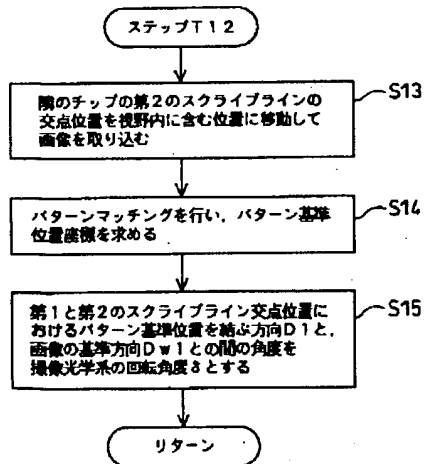 ステップT12
隣のチップの第2のスクライブラインの
交点位置を視野内に含む位置に移動して
画像を取り込む
S13
パターンマッチングを行い,パターン基準
位置座標を求める
S14
第1と第2のスクライブライン交点位置に
おけるパターン基準位置を結ぶ方向D1と,
画像の基準方向Dw1との間の角度を
撮像光学系の回転角度δとする
S15
リターン